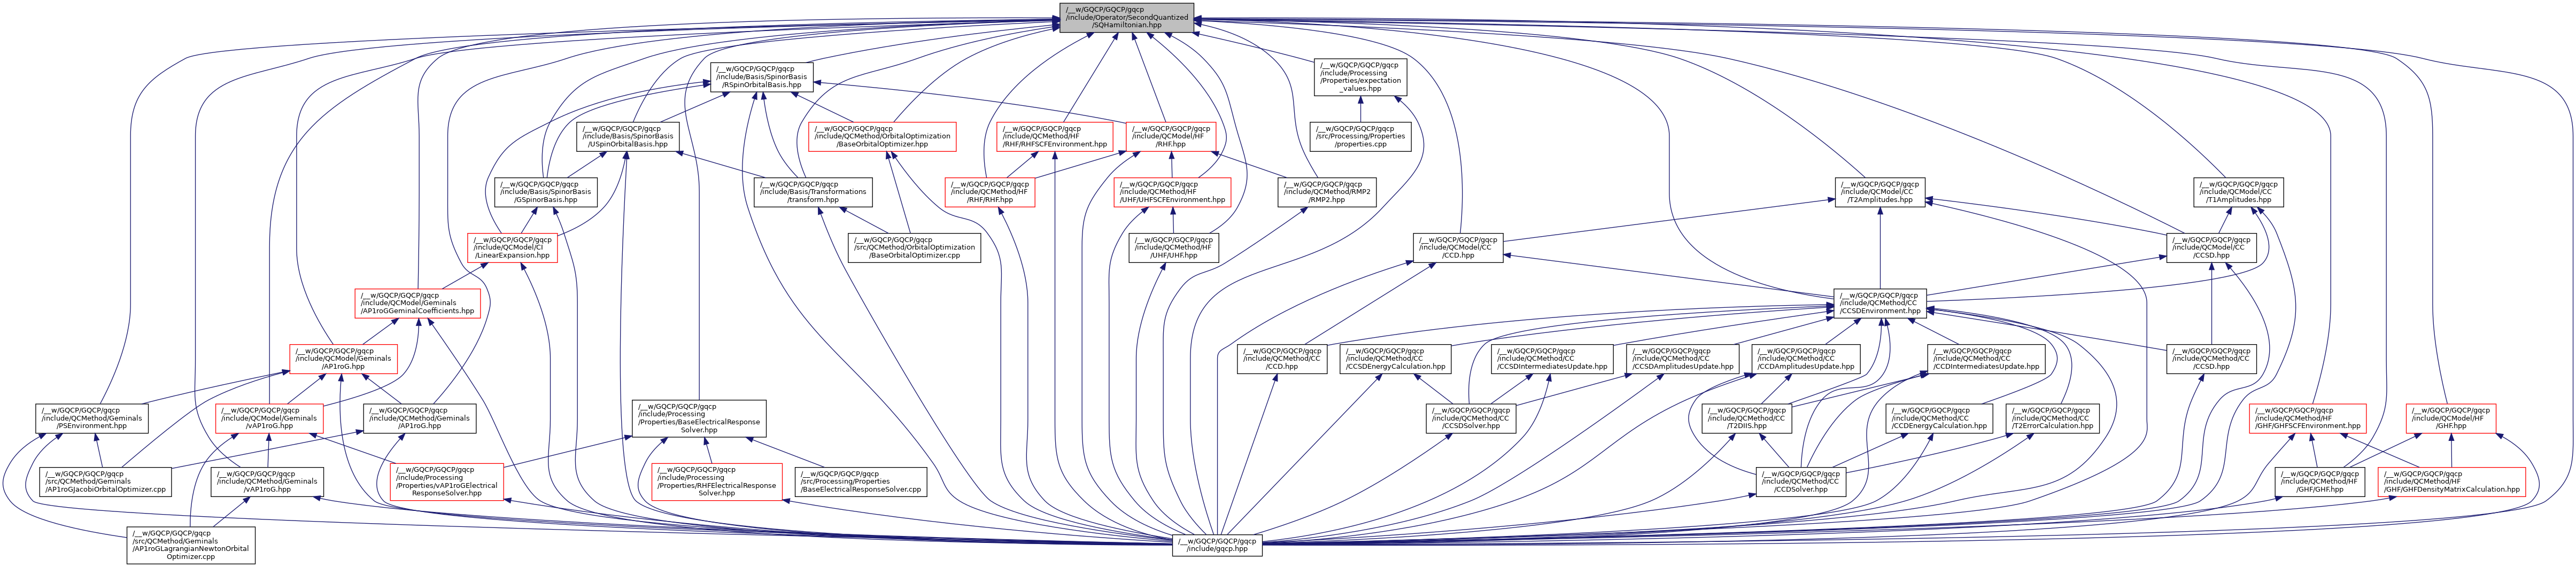 /__w/GQCP/GQCP/gqcp
/include/Operator/SecondQuantized
/SQHamiltonian.hpp
/__w/GQCP/GQCP/gqcp
/include/Basis/SpinorBasis
/RSpinOrbitalBasis.hpp
/__w/GQCP/GQCP/gqcp
/include/Processing
/Properties/expectation
_values.hpp
/__w/GQCP/GQCP/gqcp
/include/Basis/SpinorBasis
/USpinOrbitalBasis.hpp
/__w/GQCP/GQCP/gqcp
/include/QCMethod/OrbitalOptimization
/BaseOrbitalOptimizer.hpp
/__w/GQCP/GQCP/gqcp
/include/QCMethod/HF
/RHF/RHFSCFEnvironment.hpp
/__w/GQCP/GQCP/gqcp
/include/QCModel/HF
/RHF.hpp
/__w/GQCP/GQCP/gqcp
/src/Processing/Properties
/properties.cpp
/__w/GQCP/GQCP/gqcp
/include/Basis/SpinorBasis
/GSpinorBasis.hpp
/__w/GQCP/GQCP/gqcp
/include/Basis/Transformations
/transform.hpp
/__w/GQCP/GQCP/gqcp
/include/QCMethod/HF
/RHF/RHF.hpp
/__w/GQCP/GQCP/gqcp
/include/QCMethod/HF
/UHF/UHFSCFEnvironment.hpp
/__w/GQCP/GQCP/gqcp
/include/QCMethod/RMP2
/RMP2.hpp
/__w/GQCP/GQCP/gqcp
/include/QCModel/CC
/T2Amplitudes.hpp
/__w/GQCP/GQCP/gqcp
/include/QCModel/CC
/T1Amplitudes.hpp
/__w/GQCP/GQCP/gqcp
/include/QCModel/CI
/LinearExpansion.hpp
/__w/GQCP/GQCP/gqcp
/src/QCMethod/OrbitalOptimization
/BaseOrbitalOptimizer.cpp
/__w/GQCP/GQCP/gqcp
/include/QCMethod/HF
/UHF/UHF.hpp
/__w/GQCP/GQCP/gqcp
/include/QCModel/CC
/CCD.hpp
/__w/GQCP/GQCP/gqcp
/include/QCModel/CC
/CCSD.hpp
/__w/GQCP/GQCP/gqcp
/include/QCModel/Geminals
/AP1roGGeminalCoefficients.hpp
/__w/GQCP/GQCP/gqcp
/include/QCMethod/CC
/CCSDEnvironment.hpp
/__w/GQCP/GQCP/gqcp
/include/QCModel/Geminals
/AP1roG.hpp
/__w/GQCP/GQCP/gqcp
/include/QCMethod/CC
/CCD.hpp
/__w/GQCP/GQCP/gqcp
/include/QCMethod/CC
/CCSDEnergyCalculation.hpp
/__w/GQCP/GQCP/gqcp
/include/QCMethod/CC
/CCSDIntermediatesUpdate.hpp
/__w/GQCP/GQCP/gqcp
/include/QCMethod/CC
/CCSDAmplitudesUpdate.hpp
/__w/GQCP/GQCP/gqcp
/include/QCMethod/CC
/CCDAmplitudesUpdate.hpp
/__w/GQCP/GQCP/gqcp
/include/QCMethod/CC
/CCDIntermediatesUpdate.hpp
/__w/GQCP/GQCP/gqcp
/include/QCMethod/CC
/CCSD.hpp
/__w/GQCP/GQCP/gqcp
/include/QCMethod/Geminals
/PSEnvironment.hpp
/__w/GQCP/GQCP/gqcp
/include/QCModel/Geminals
/vAP1roG.hpp
/__w/GQCP/GQCP/gqcp
/include/QCMethod/Geminals
/AP1roG.hpp
/__w/GQCP/GQCP/gqcp
/include/Processing
/Properties/BaseElectricalResponse
Solver.hpp
/__w/GQCP/GQCP/gqcp
/include/QCMethod/CC
/CCSDSolver.hpp
/__w/GQCP/GQCP/gqcp
/include/QCMethod/CC
/T2DIIS.hpp
/__w/GQCP/GQCP/gqcp
/include/QCMethod/CC
/CCDEnergyCalculation.hpp
/__w/GQCP/GQCP/gqcp
/include/QCMethod/CC
/T2ErrorCalculation.hpp
/__w/GQCP/GQCP/gqcp
/include/QCMethod/HF
/GHF/GHFSCFEnvironment.hpp
/__w/GQCP/GQCP/gqcp
/include/QCModel/HF
/GHF.hpp
/__w/GQCP/GQCP/gqcp
/src/QCMethod/Geminals
/AP1roGJacobiOrbitalOptimizer.cpp
/__w/GQCP/GQCP/gqcp
/include/QCMethod/Geminals
/vAP1roG.hpp
/__w/GQCP/GQCP/gqcp
/include/Processing
/Properties/vAP1roGElectrical
ResponseSolver.hpp
/__w/GQCP/GQCP/gqcp
/include/Processing
/Properties/RHFElectricalResponse
Solver.hpp
/__w/GQCP/GQCP/gqcp
/src/Processing/Properties
/BaseElectricalResponseSolver.cpp
/__w/GQCP/GQCP/gqcp
/include/QCMethod/CC
/CCDSolver.hpp
/__w/GQCP/GQCP/gqcp
/include/QCMethod/HF
/GHF/GHF.hpp
/__w/GQCP/GQCP/gqcp
/include/QCMethod/HF
/GHF/GHFDensityMatrixCalculation.hpp
/__w/GQCP/GQCP/gqcp
/src/QCMethod/Geminals
/AP1roGLagrangianNewtonOrbital
Optimizer.cpp
/__w/GQCP/GQCP/gqcp
/include/gqcp.hpp